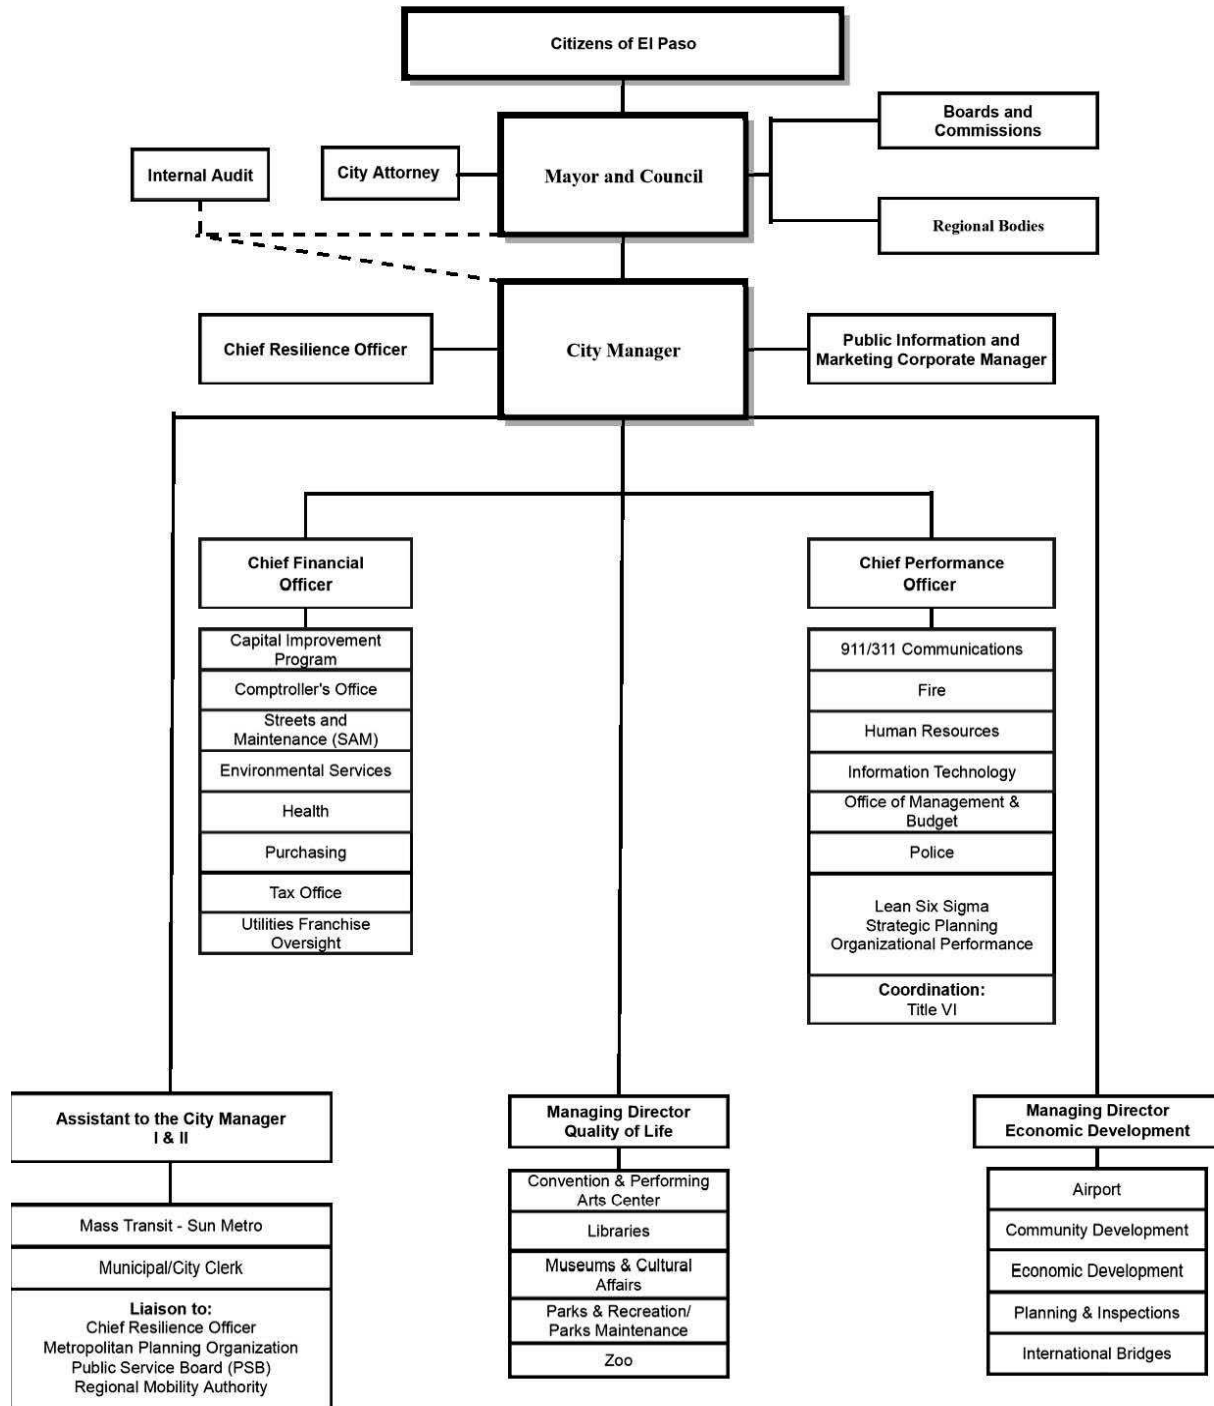 Citizens of El Paso
Boards and
Commissions
Internal Audit
City Attorney
Mayor and Council
Regional Bodies
Chief Resilience Officer
City Manager
Public Information and
Marketing Corporate Manager
Chief Financial
Officer
Capital Improvement
Program
Comptroller's Office
Streets and
Maintenance (SAM)
Environmental Services
Health
Purchasing
Tax Office
Utilities Franchise
Oversight
Chief Performance
Officer
911/311 Communications
Fire
Human Resources
Information Technology
Office of Management &
Budget
Police
Lean Six Sigma
Strategic Planning
Organizational Performance
Coordination:
Title VI
Assistant to the City Manager
I & II
Mass Transit - Sun Metro
Municipal/City Clerk
Liaison to:
Chief Resilience Officer
Metropolitan Planning Organization
Public Service Board (PSB)
Regional Mobility Authority
Managing Director
Quality of Life
Convention & Performing
Arts Center
Libraries
Museums & Cultural
Affairs
Parks & Recreation/
Parks Maintenance
Zoo
Managing Director
Economic Development
Airport
Community Development
Economic Development
Planning & Inspections
International Bridges